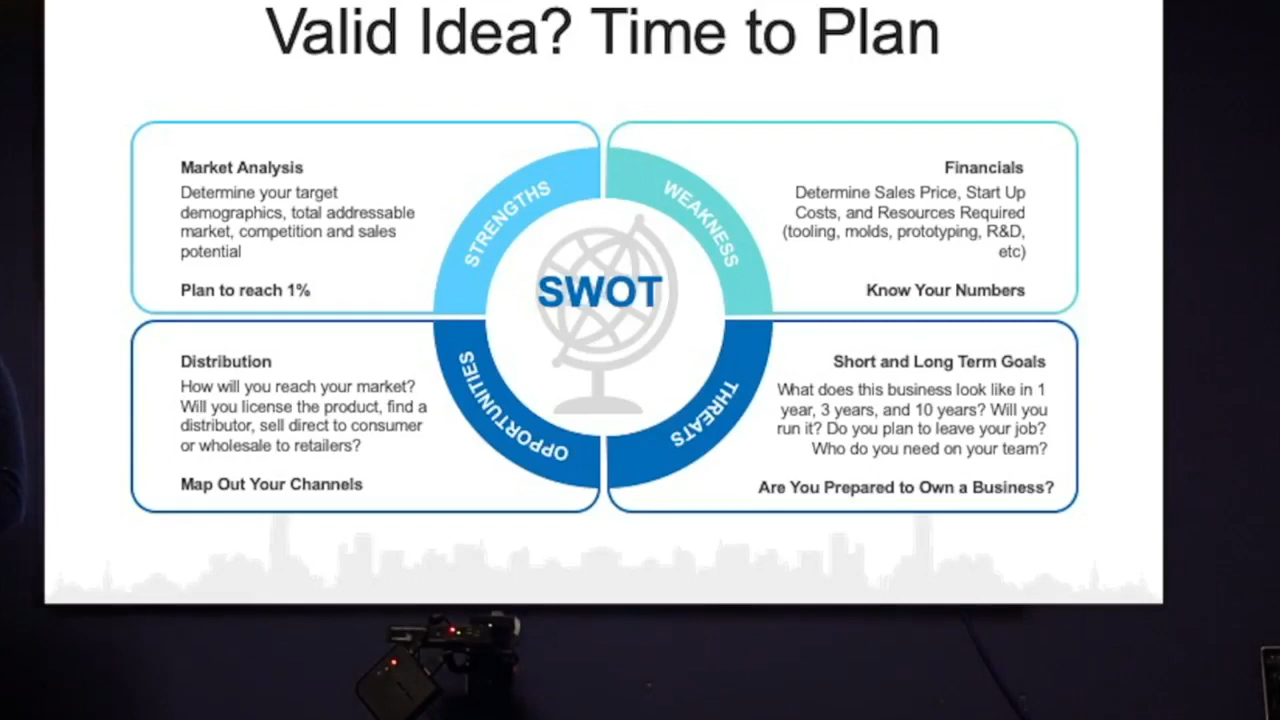 Valid Idea? Time to Plan
Market Analysis
Determine your target
demographics, total addressable
market, competition and sales
potential
Plan to reach 1%
STRENGTHS
WEAKNESS
Financials
Determine Sales Price, Start Up
Costs, and Resources Required
(tooling, molds, prototyping, R&D,
etc)
Know Your Numbers
SWOT
Distribution
How will you reach your market?
Will you license the product, find a
distributor, sell direct to consumer
or wholesale to retailers?
Map Out Your Channels
OPPORTUNITIES
THREATS
Short and Long Term Goals
What does this business look like in 1
year, 3 years, and 10 years? Will you
run it? Do you plan to leave your job?
Who do you need on your team?
Are You Prepared to Own a Business?